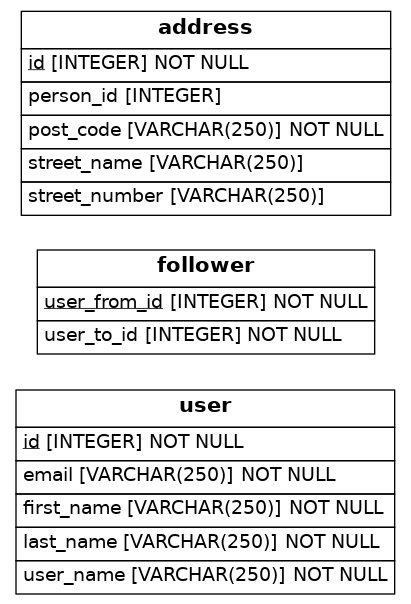 address
id [INTEGER] NOT NULL
person_id [INTEGER]
post_code [VARCHAR(250)] NOT NULL
street_name [VARCHAR(250)]
street_number [VARCHAR(250)]
follower
user_from_id [INTEGER] NOT NULL
user_to_id [INTEGER] NOT NULL
user
id [INTEGER] NOT NULL
email [VARCHAR(250)] NOT NULL
first_name [VARCHAR(250)] NOT NULL
last_name [VARCHAR(250)] NOT NULL
user_name [VARCHAR(250)] NOT NULL